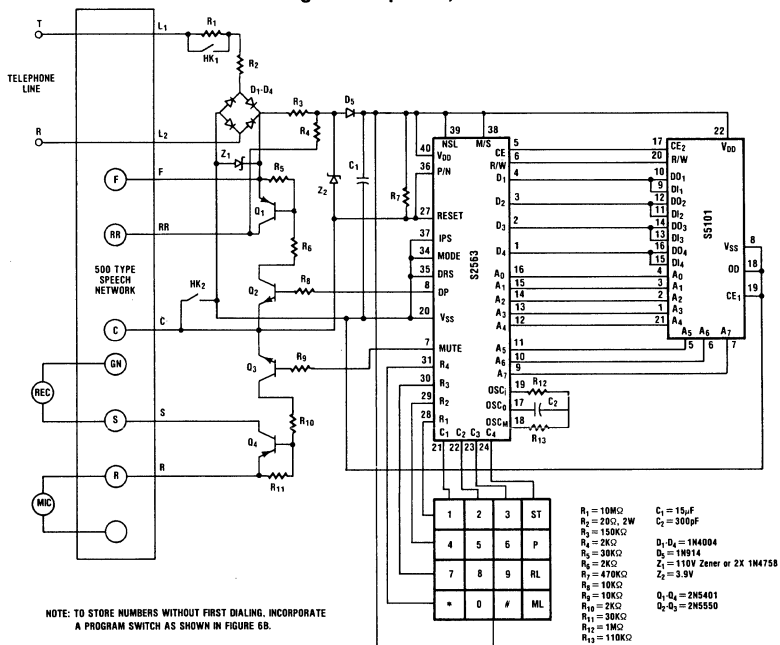 T
L1
R1
HK1
R2
TELEPHONE
LINE
D1-D4
R3
D5
R4
R
L2
Z1
C1
Z2
F
F
R5
Q1
R7
RR
RR
R6
500 TYPE
SPEECH
NETWORK
HK2
Q2
R8
C
C
Q3
R9
GN
REC
R10
S
S
Q4
R
R
R11
MIC
39
38
NSL
M/S
40
VDD
36
P/N
27
RESET
37
IPS
34
MODE
35
DRS
8
DP
20
VSS
7
MUTE
31
R4
30
R3
29
R2
28
R1
C1
C2
C3
C4
21
22
23
24
S2563
CE
5
R/W
6
D1
4
D2
3
D3
2
D4
1
A0
16
A1
15
A2
14
A3
13
A4
12
A5
11
A6
10
A7
9
OSCi
19
R12
OSCO
17
C2
OSCM
18
R13
22
17
CE2
VDD
20
R/W
10
DO1
9
DI1
12
DO2
11
DI2
14
DO3
13
DI3
16
DO4
15
DI4
4
A0
3
A1
2
A2
1
A3
21
A4
A5
A6
A7
5
6
7
S5101
VSS
8
OD
18
CE1
19
1 2 3 ST
4 5 6 P
7 8 9 RL
* 0 # ML
R1 = 10MΩ
R2 = 20Ω, 2W
R3 = 150KΩ
R4 = 2KΩ
R5 = 30KΩ
R6 = 2KΩ
R7 = 470KΩ
R8 = 10KΩ
R9 = 10KΩ
R10 = 2KΩ
R11 = 30KΩ
R12 = 1MΩ
R13 = 110KΩ
C1 = 15µF
C2 = 300pF
D1-D4 = 1N4004
D5 = 1N914
Z1 = 110V Zener or 2X 1N4758
Z2 = 3.9V
Q1-Q4 = 2N5401
Q2-Q3 = 2N5550
NOTE: TO STORE NUMBERS WITHOUT FIRST DIALING, INCORPORATE
A PROGRAM SWITCH AS SHOWN IN FIGURE 6B.